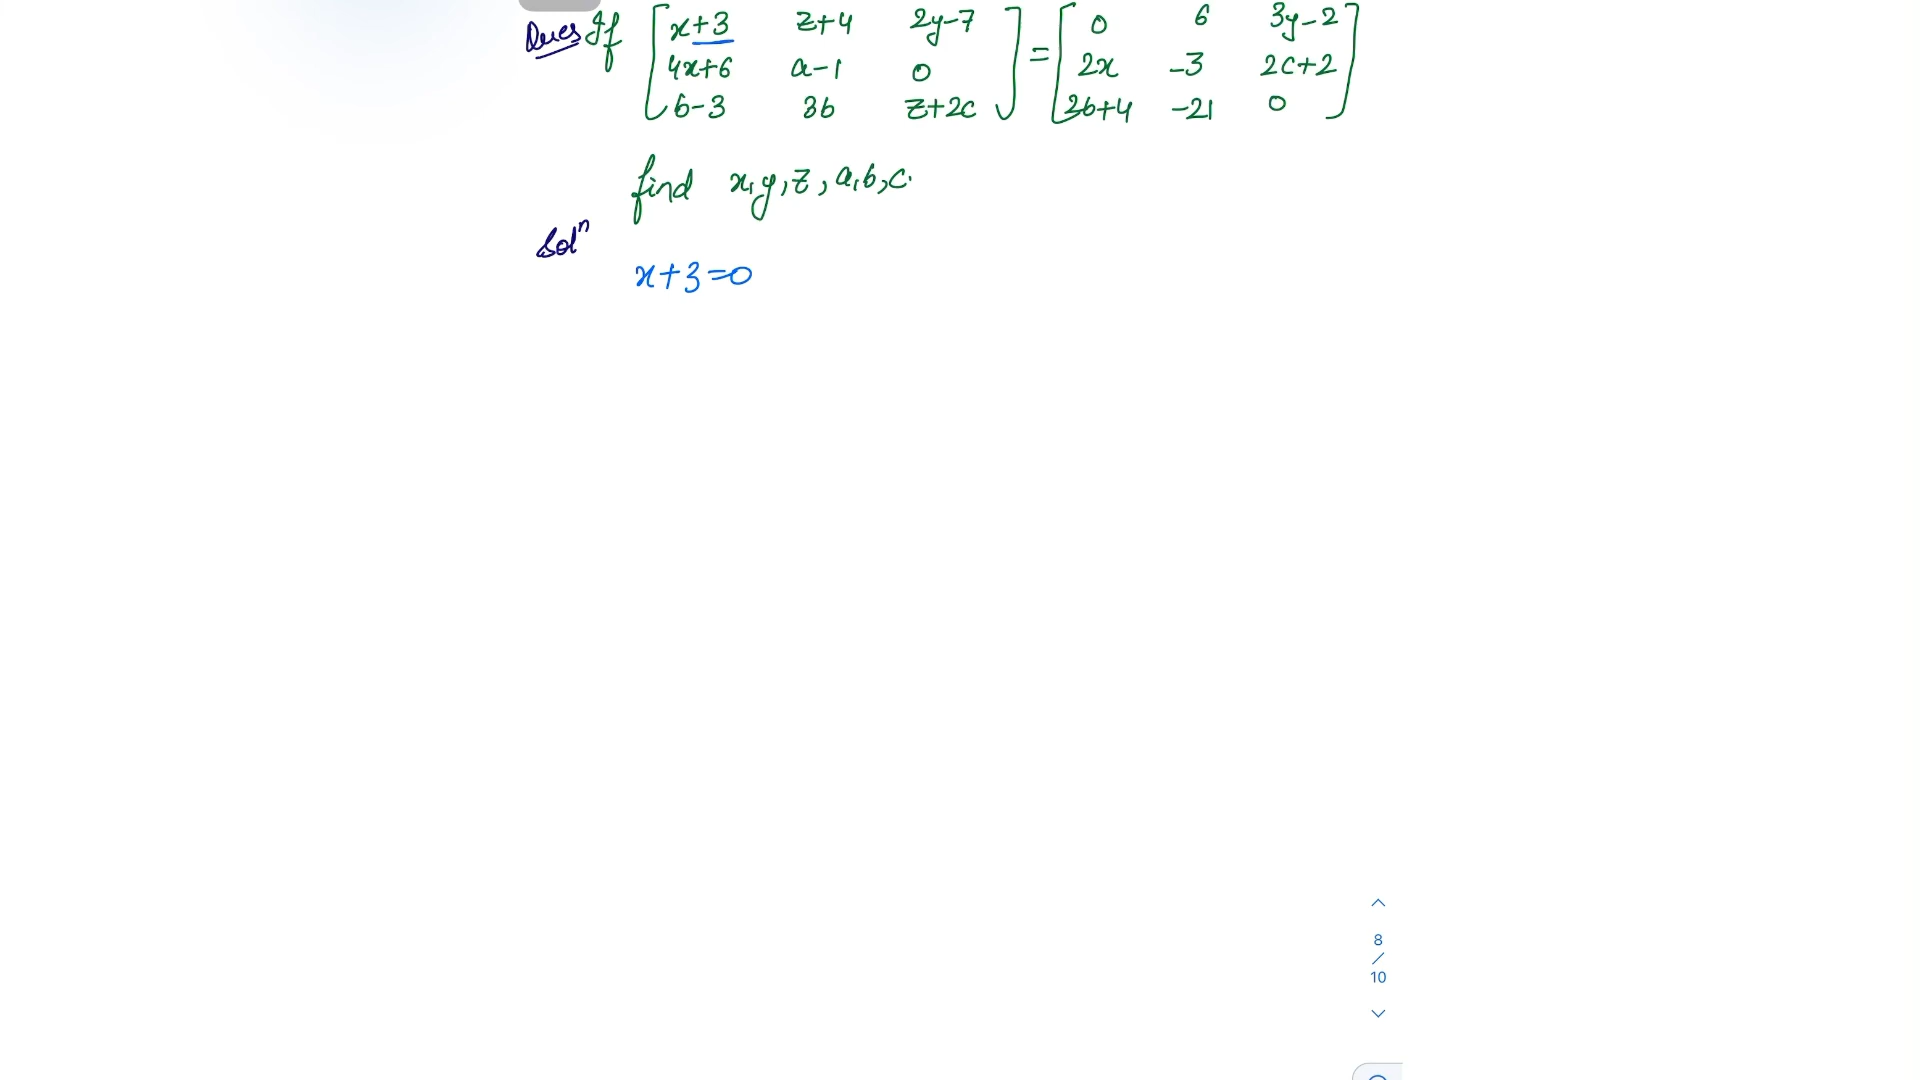 Ques If [x+3 z+4 2y-7] = [0 6 3y-2]
[4x+6 a-1 0] [2x -3 2c+2]
[b-3 3b z+2c] [2b+4 -21 0]
find x, y, z, a, b, c.
Solⁿ
x+3=0
8
/
10